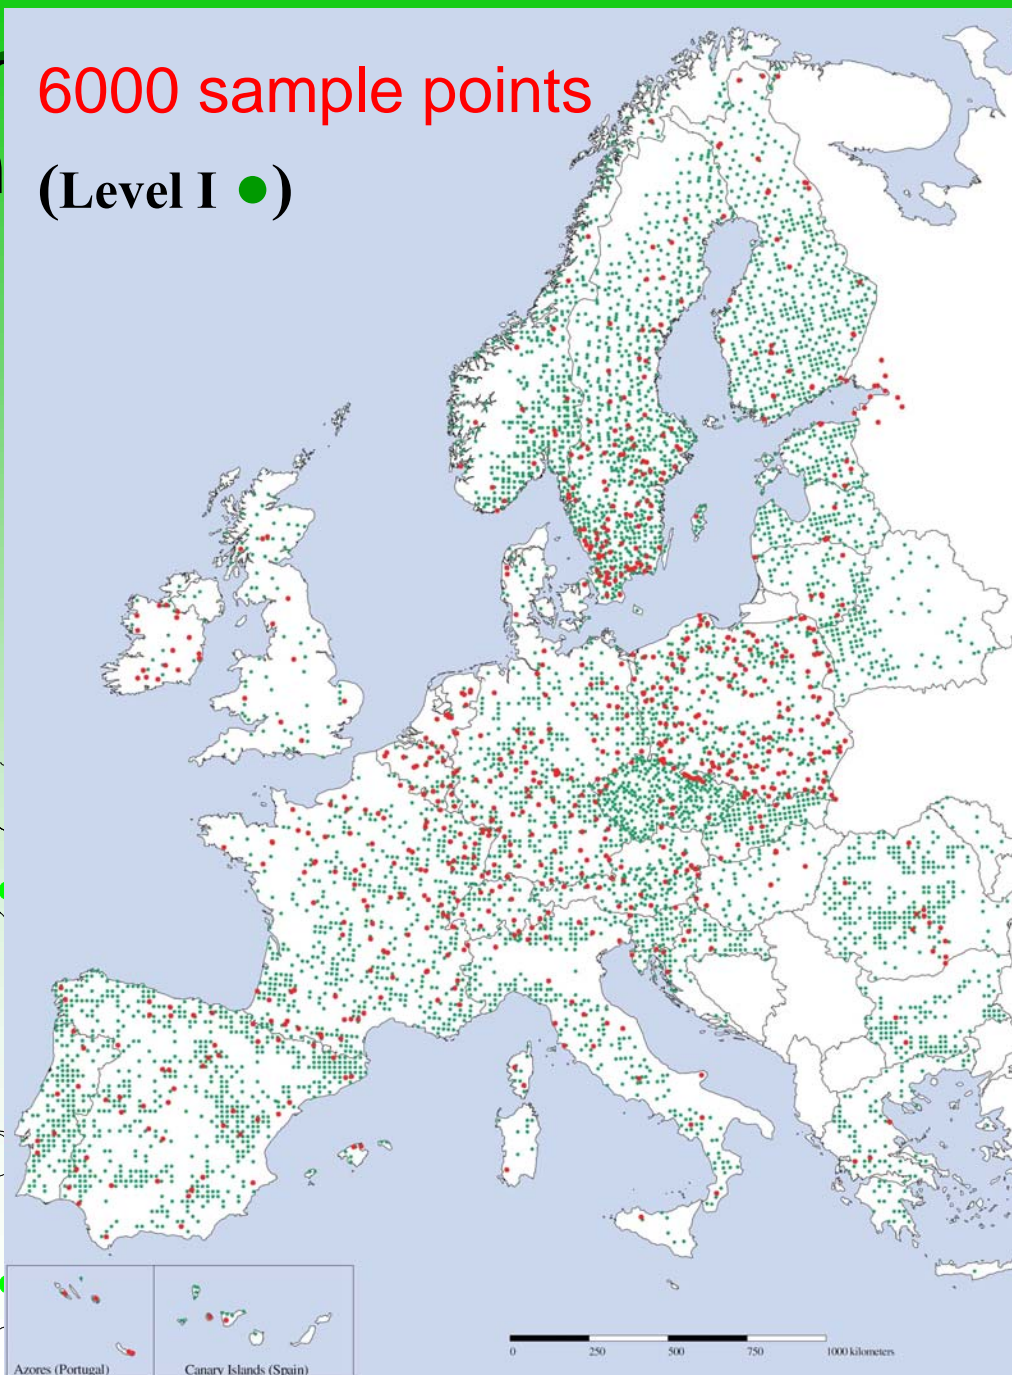 6000 sample points
(Level I ●)
Azores (Portugal)
Canary Islands (Spain)
0 250 500 750 1000 kilometers